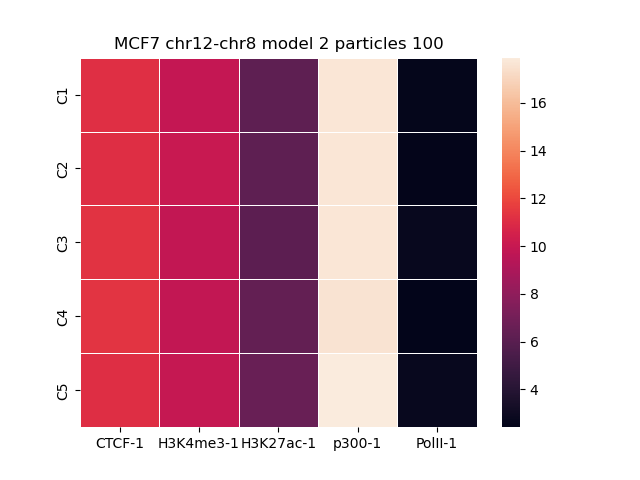 MCF7 chr12-chr8 model 2 particles 100
C1
C2
C3
C4
C5
CTCF-1 H3K4me3-1 H3K27ac-1 p300-1 PolII-1
16
14
12
10
8
6
4